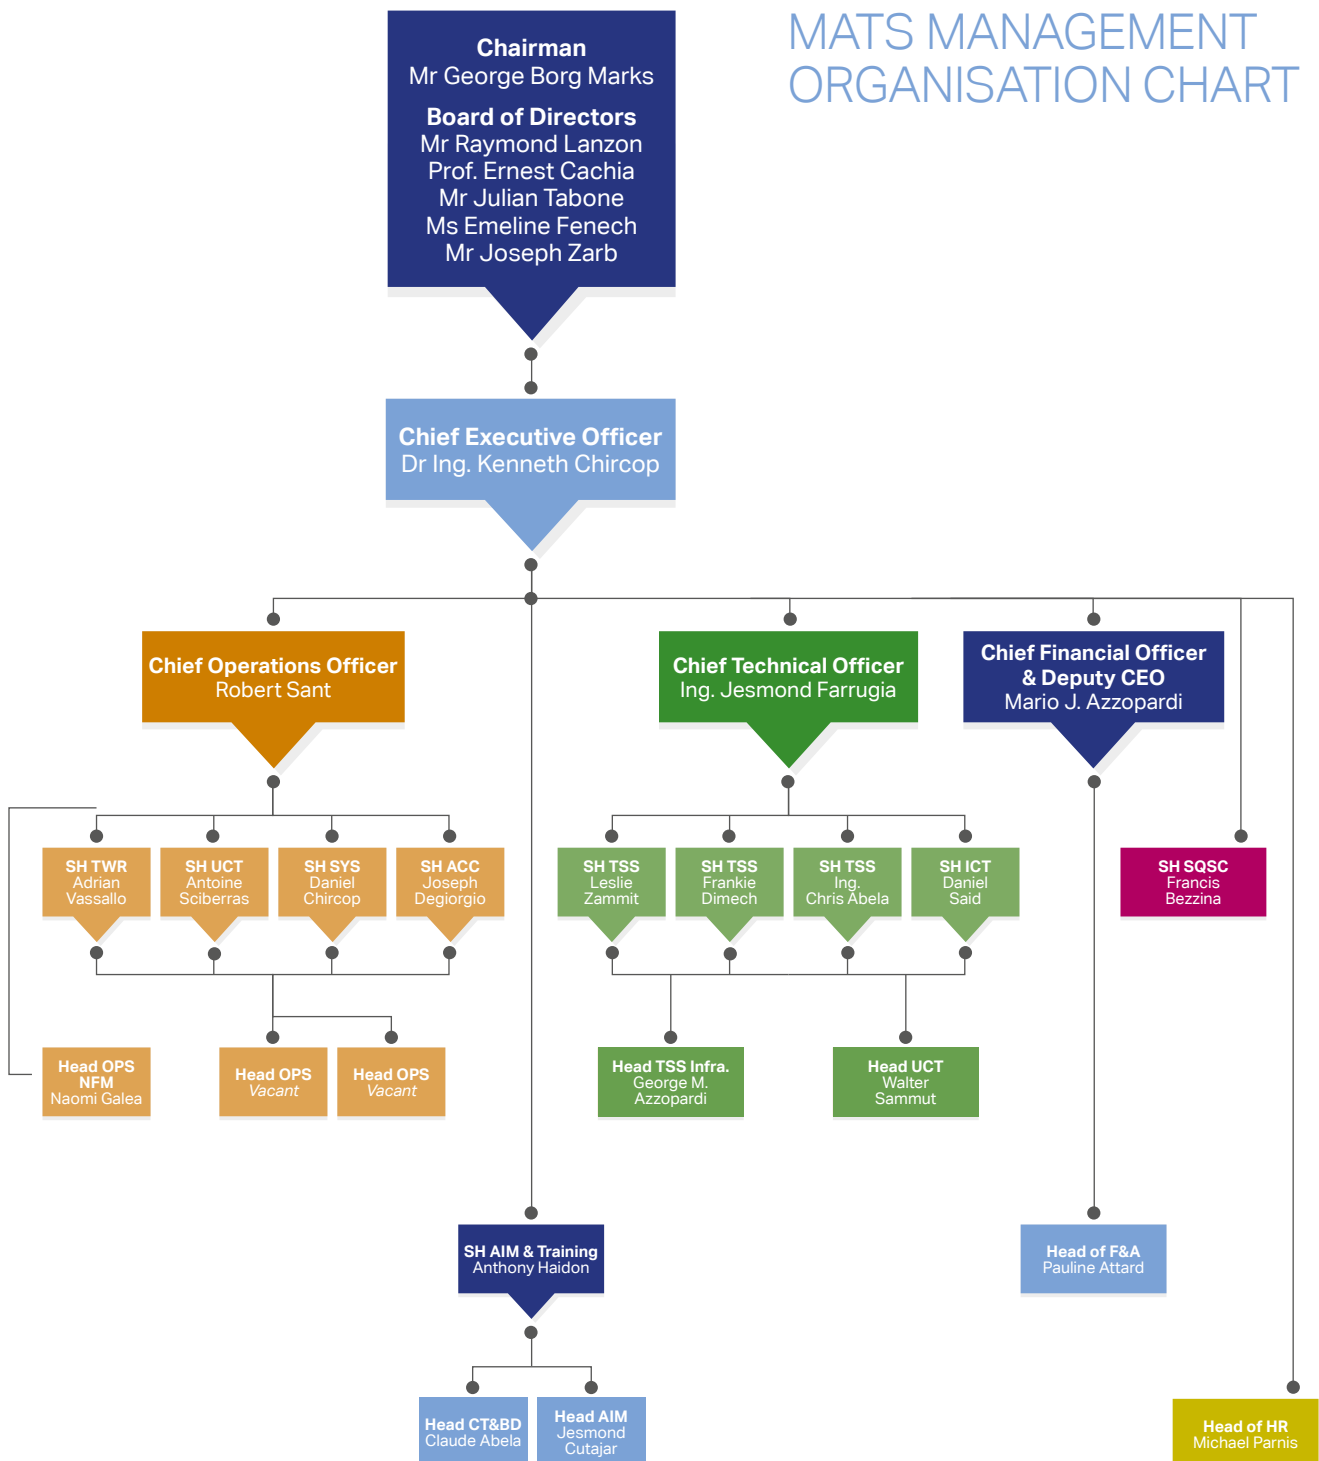 MATS MANAGEMENT
ORGANISATION CHART
Chairman
Mr George Borg Marks
Board of Directors
Mr Raymond Lanzon
Prof. Ernest Cachia
Mr Julian Tabone
Ms Emeline Fenech
Mr Joseph Zarb
Chief Executive Officer
Dr Ing. Kenneth Chircop
Chief Operations Officer
Robert Sant
Chief Technical Officer
Ing. Jesmond Farrugia
Chief Financial Officer
& Deputy CEO
Mario J. Azzopardi
SH TWR
Adrian
Vassallo
SH UCT
Antoine
Sciberras
SH SYS
Daniel
Chircop
SH ACC
Joseph
Degiorgio
SH TSS
Leslie
Zammit
SH TSS
Frankie
Dimech
SH TSS
Ing.
Chris Abela
SH ICT
Daniel
Said
SH SQSC
Francis
Bezzina
Head OPS
NFM
Naomi Galea
Head OPS
Vacant
Head OPS
Vacant
Head TSS Infra.
George M.
Azzopardi
Head UCT
Walter
Sammut
SH AIM & Training
Anthony Haidon
Head of F&A
Pauline Attard
Head CT&BD
Claude Abela
Head AIM
Jesmond
Cutajar
Head of HR
Michael Parnis